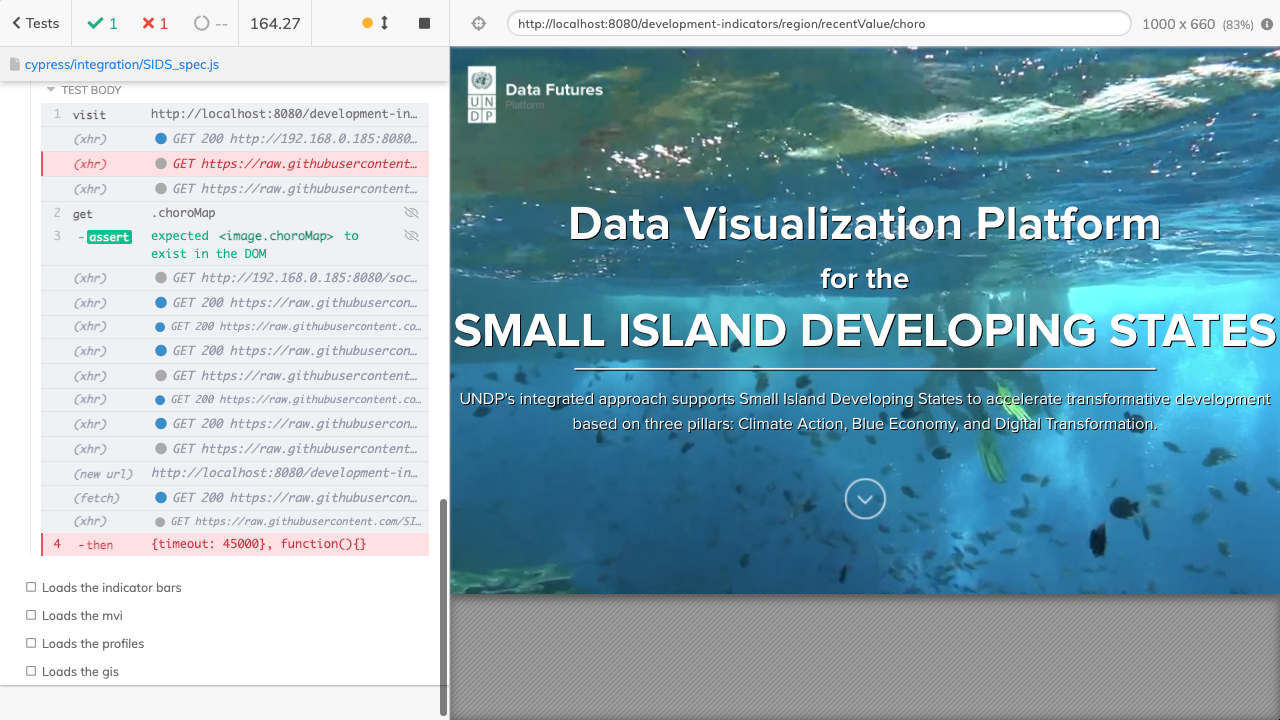 Tests
1
1
--
164.27
http://localhost:8080/development-indicators/region/recentValue/choro
1000 x 660 (83%)
cypress/integration/SIDS_spec.js
TEST BODY
1 visit http://localhost:8080/development-in…
(xhr) GET 200 http://192.168.0.185:8080…
(xhr) GET https://raw.githubusercontent…
(xhr) GET https://raw.githubusercontent…
2 get .choroMap
3 -assert expected <image.choroMap> to
exist in the DOM
(xhr) GET http://192.168.0.185:8080/soc…
(xhr) GET 200 https://raw.githubusercon…
(xhr) GET 200 https://raw.githubusercontent.co…
(xhr) GET 200 https://raw.githubusercon…
(xhr) GET https://raw.githubusercontent…
(xhr) GET 200 https://raw.githubusercontent.co…
(xhr) GET 200 https://raw.githubusercon…
(xhr) GET https://raw.githubusercontent…
(new url) http://localhost:8080/development-in…
(fetch) GET 200 https://raw.githubusercon…
(xhr) GET https://raw.githubusercontent.com/SI…
4 -then {timeout: 45000}, function(){}
Loads the indicator bars
Loads the mvi
Loads the profiles
Loads the gis
U N
D P
Data Futures
Platform
Data Visualization Platform
for the
SMALL ISLAND DEVELOPING STATES
UNDP's integrated approach supports Small Island Developing States to accelerate transformative development
based on three pillars: Climate Action, Blue Economy, and Digital Transformation.